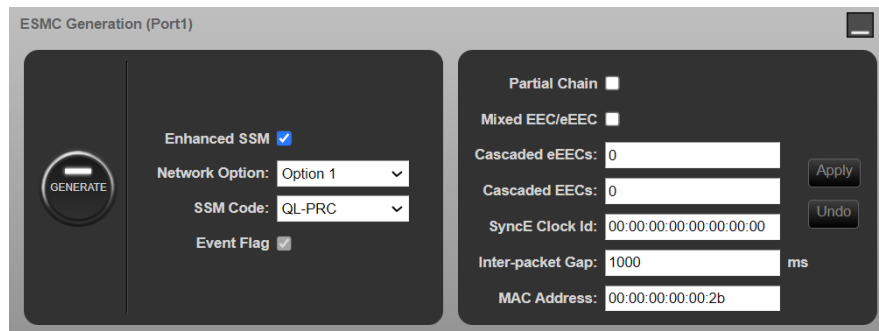 ESMC Generation (Port1)
GENERATE
Enhanced SSM
Network Option: Option 1
SSM Code: QL-PRC
Event Flag
Partial Chain
Mixed EEC/eEEC
Cascaded eEECs: 0
Cascaded EECs: 0
SyncE Clock Id: 00:00:00:00:00:00:00:00
Inter-packet Gap: 1000 ms
MAC Address: 00:00:00:00:00:2b
Apply
Undo